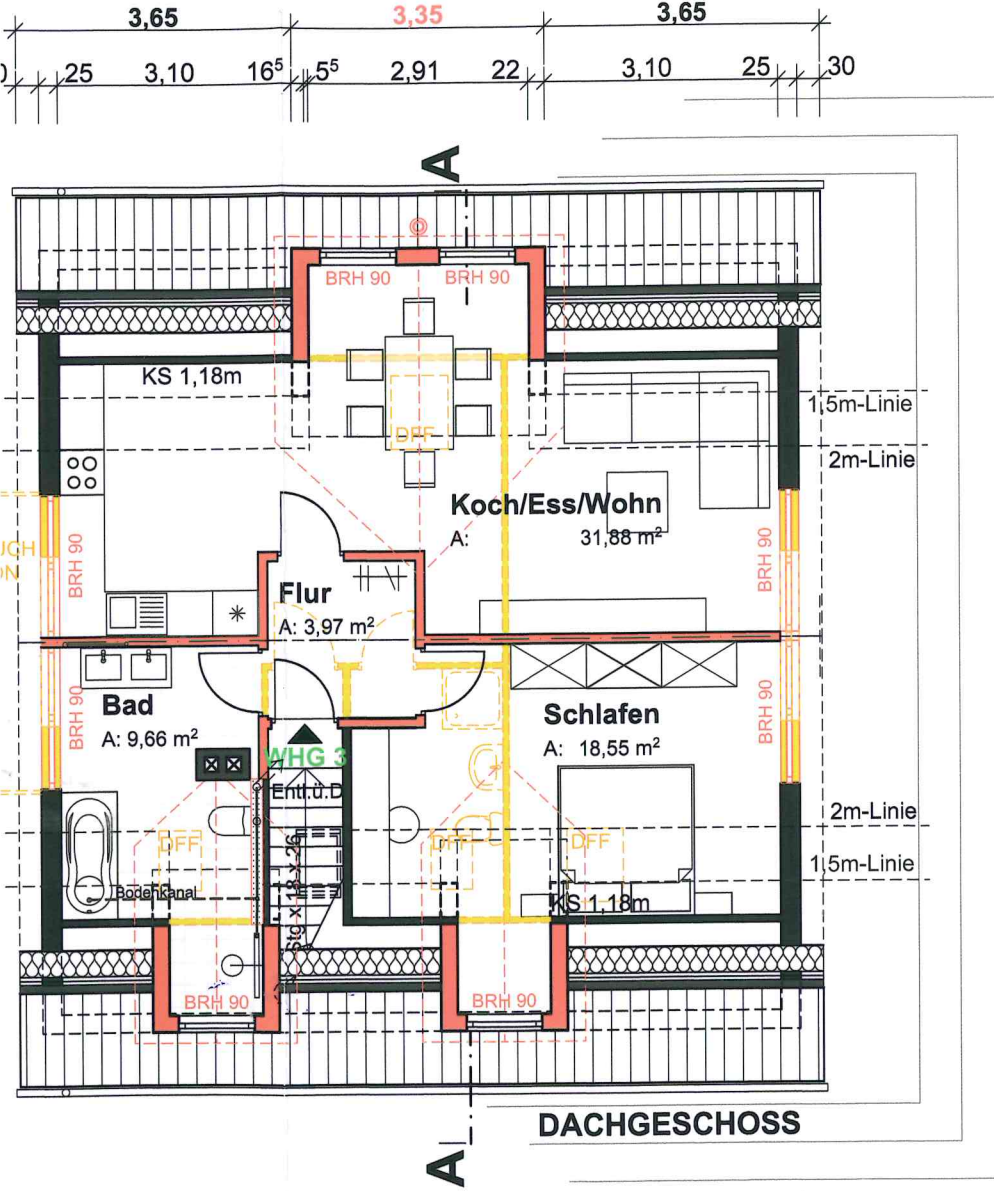 3,65 3,35 3,65
25 3,10 16⁵ 5⁵ 2,91 22 3,10 25 30
A
BRH 90 BRH 90
KS 1,18m
1,5m-Linie
DFF
2m-Linie
Koch/Ess/Wohn
A: 31,88 m²
BRH 90
BRH 90
Flur
A: 3,97 m²
BRH 90
BRH 90
Bad
A: 9,66 m²
Schlafen
A: 18,55 m²
WHG 3
Entl.ü.D
2m-Linie
DFF
DFF
DFF
1,5m-Linie
Bodenkanal
Stg x 18 x 26
KS 1,18m
BRH 90
BRH 90
DACHGESCHOSS
A